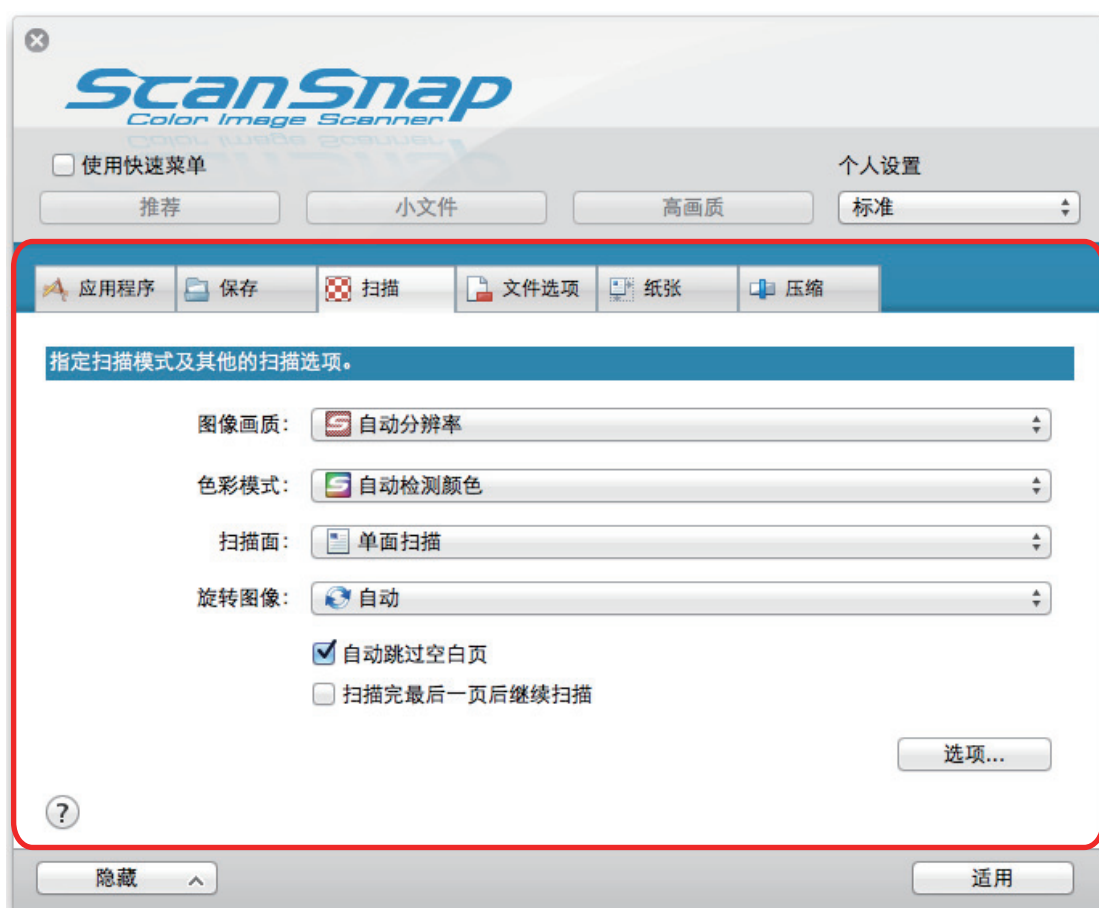 ScanSnap
Color Image Scanner
使用快速菜单
个人设置
推荐
小文件
高画质
标准
应用程序
保存
扫描
文件选项
纸张
压缩
指定扫描模式及其他的扫描选项。
图像画质： 自动分辨率
色彩模式： 自动检测颜色
扫描面： 单面扫描
旋转图像： 自动
自动跳过空白页
扫描完最后一页后继续扫描
选项...
?
隐藏
适用